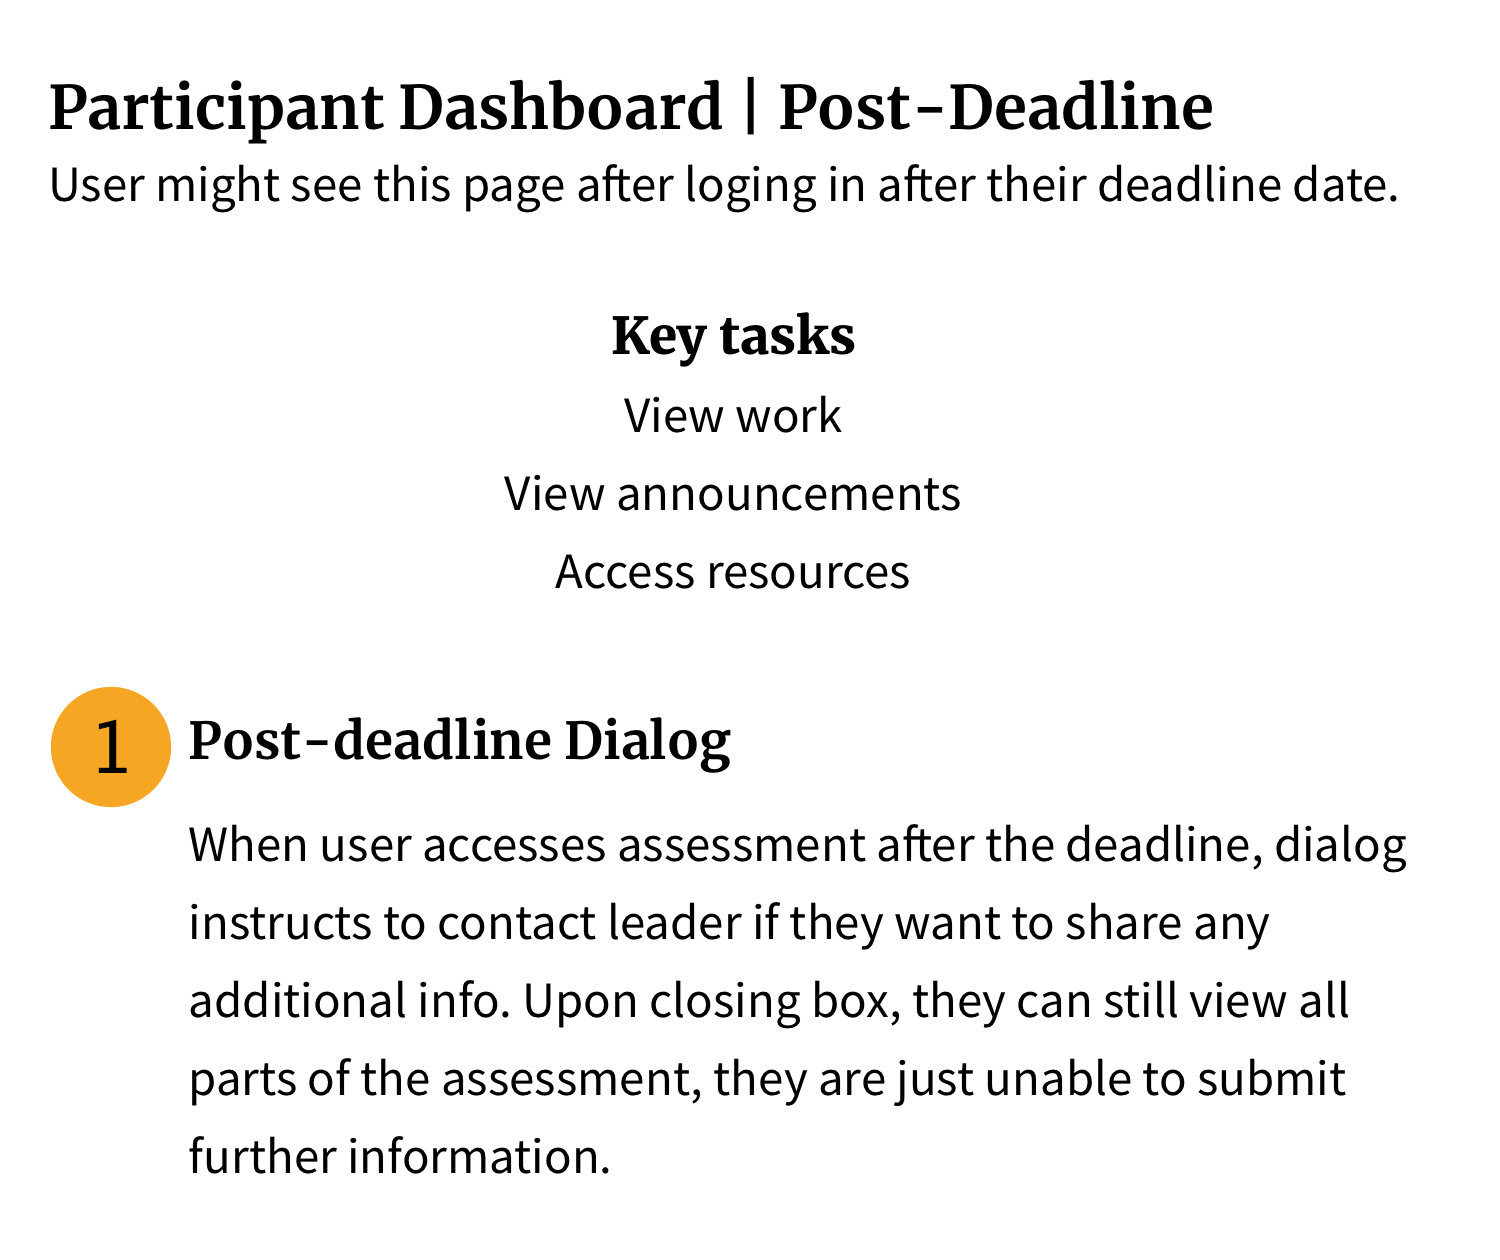 Participant Dashboard | Post-Deadline
User might see this page after loging in after their deadline date.
Key tasks
View work
View announcements
Access resources
1 Post-deadline Dialog
When user accesses assessment after the deadline, dialog
instructs to contact leader if they want to share any
additional info. Upon closing box, they can still view all
parts of the assessment, they are just unable to submit
further information.